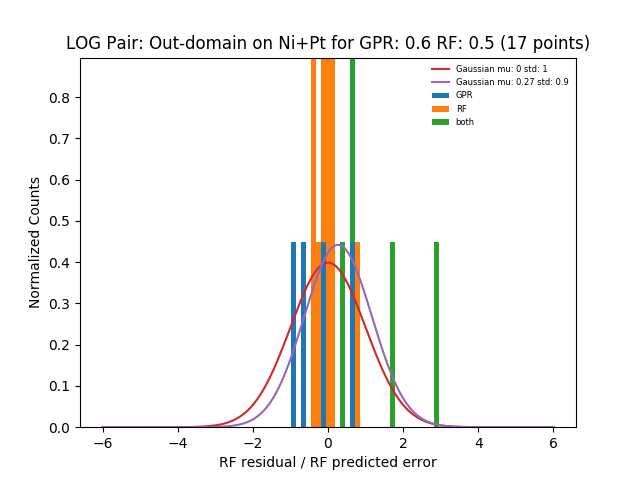 LOG Pair: Out-domain on Ni+Pt for GPR: 0.6 RF: 0.5 (17 points)
Gaussian mu: 0 std: 1
Gaussian mu: 0.27 std: 0.9
GPR
RF
both
Normalized Counts
0.8
0.7
0.6
0.5
0.4
0.3
0.2
0.1
0.0
−6
−4
−2
0
2
4
6
RF residual / RF predicted error